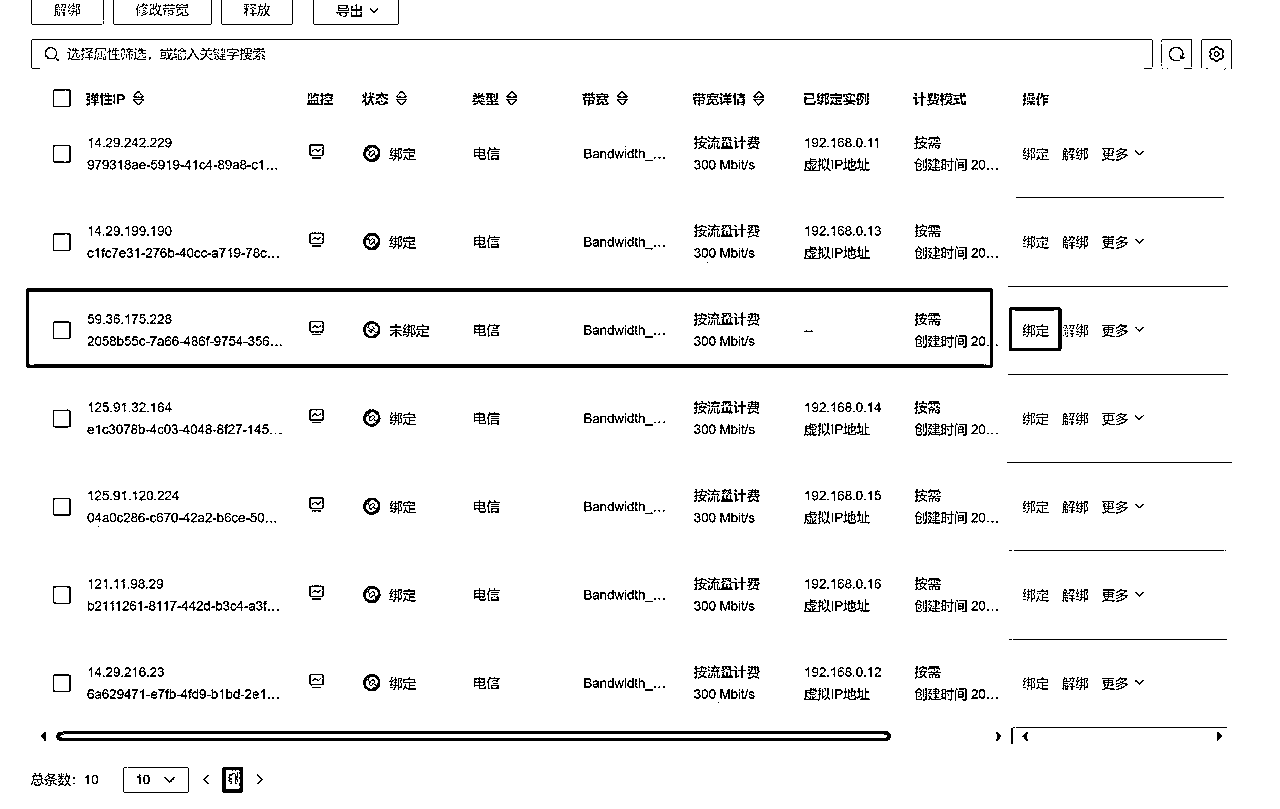 解绑 修改带宽 释放 导出
选择属性筛选，或输入关键字搜索
弹性IP 监控 状态 类型 带宽 带宽详情 已绑定实例 计费模式 操作
14.29.242.229 按流量计费 192.168.0.11 按需
绑定 电信 Bandwidth_... 绑定 解绑 更多
979318ae-5919-41c4-89a8-c1... 300 Mbit/s 虚拟IP地址 创建时间 20...
14.29.199.190 按流量计费 192.168.0.13 按需
绑定 电信 Bandwidth_... 绑定 解绑 更多
c1fc7e31-276b-40cc-a719-78c... 300 Mbit/s 虚拟IP地址 创建时间 20...
59.36.175.228 按流量计费 按需
未绑定 电信 Bandwidth_... -- 绑定 解绑 更多
2058b55c-7a66-486f-9754-356... 300 Mbit/s 创建时间 20...
125.91.32.164 按流量计费 192.168.0.14 按需
绑定 电信 Bandwidth_... 绑定 解绑 更多
e1c3078b-4c03-4048-8f27-145... 300 Mbit/s 虚拟IP地址 创建时间 20...
125.91.120.224 按流量计费 192.168.0.15 按需
绑定 电信 Bandwidth_... 绑定 解绑 更多
04a0c286-c670-42a2-b6ce-50... 300 Mbit/s 虚拟IP地址 创建时间 20...
121.11.98.29 按流量计费 192.168.0.16 按需
绑定 电信 Bandwidth_... 绑定 解绑 更多
b2111261-8117-442d-b3c4-a3f... 300 Mbit/s 虚拟IP地址 创建时间 20...
14.29.216.23 按流量计费 192.168.0.12 按需
绑定 电信 Bandwidth_... 绑定 解绑 更多
6a629471-e7fb-4fd9-b1bd-2e1... 300 Mbit/s 虚拟IP地址 创建时间 20...
总条数：10 10